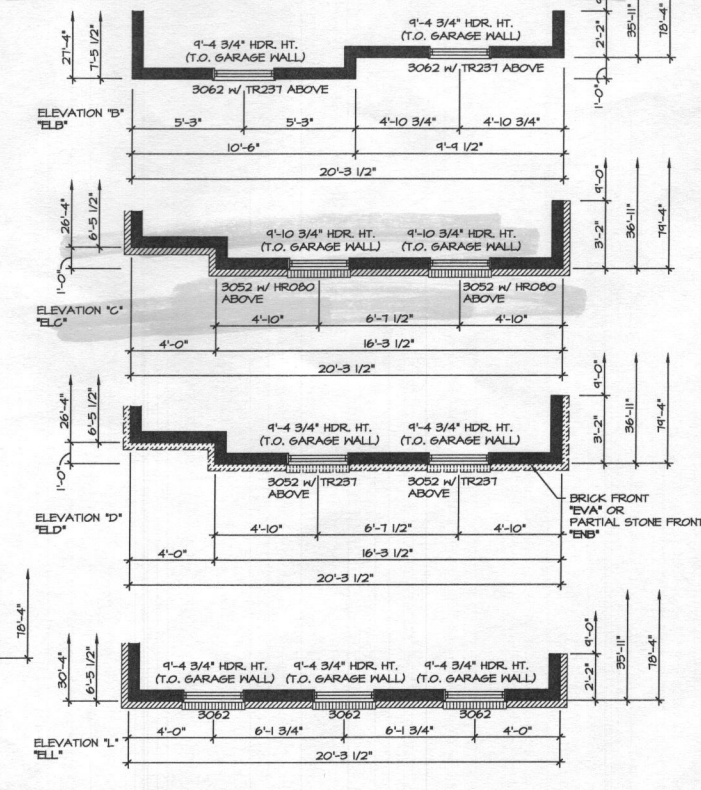 27'-4"
7'-5 1/2"
9'-4 3/4" HDR. HT.
(T.O. GARAGE WALL)
9'-4 3/4" HDR. HT.
(T.O. GARAGE WALL)
3062 w/ TR237 ABOVE
3062 w/ TR237 ABOVE
2'-2"
35'-11"
78'-4"
1'-0"
ELEVATION "B"
"ELB"
5'-3"
5'-3"
4'-10 3/4"
4'-10 3/4"
10'-6"
9'-9 1/2"
20'-3 1/2"
26'-4"
6'-5 1/2"
1'-0"
9'-10 3/4" HDR. HT.
(T.O. GARAGE WALL)
9'-10 3/4" HDR. HT.
(T.O. GARAGE WALL)
3052 w/ HR080
ABOVE
3052 w/ HR080
ABOVE
9'-0"
3'-2"
36'-11"
79'-4"
ELEVATION "C"
"ELC"
4'-10"
6'-7 1/2"
4'-10"
4'-0"
16'-3 1/2"
20'-3 1/2"
26'-4"
6'-5 1/2"
1'-0"
9'-4 3/4" HDR. HT.
(T.O. GARAGE WALL)
9'-4 3/4" HDR. HT.
(T.O. GARAGE WALL)
3052 w/ TR237
ABOVE
3052 w/ TR237
ABOVE
9'-0"
3'-2"
36'-11"
79'-4"
BRICK FRONT
"EVA" OR
PARTIAL STONE FRONT
"ENB"
ELEVATION "D"
"ELD"
4'-10"
6'-7 1/2"
4'-10"
4'-0"
16'-3 1/2"
20'-3 1/2"
78'-4"
30'-4"
6'-5 1/2"
9'-4 3/4" HDR. HT.
(T.O. GARAGE WALL)
9'-4 3/4" HDR. HT.
(T.O. GARAGE WALL)
9'-4 3/4" HDR. HT.
(T.O. GARAGE WALL)
3062
3062
3062
9'-0"
2'-2"
35'-11"
78'-4"
ELEVATION "L"
"ELL"
4'-0"
6'-1 3/4"
6'-1 3/4"
4'-0"
20'-3 1/2"